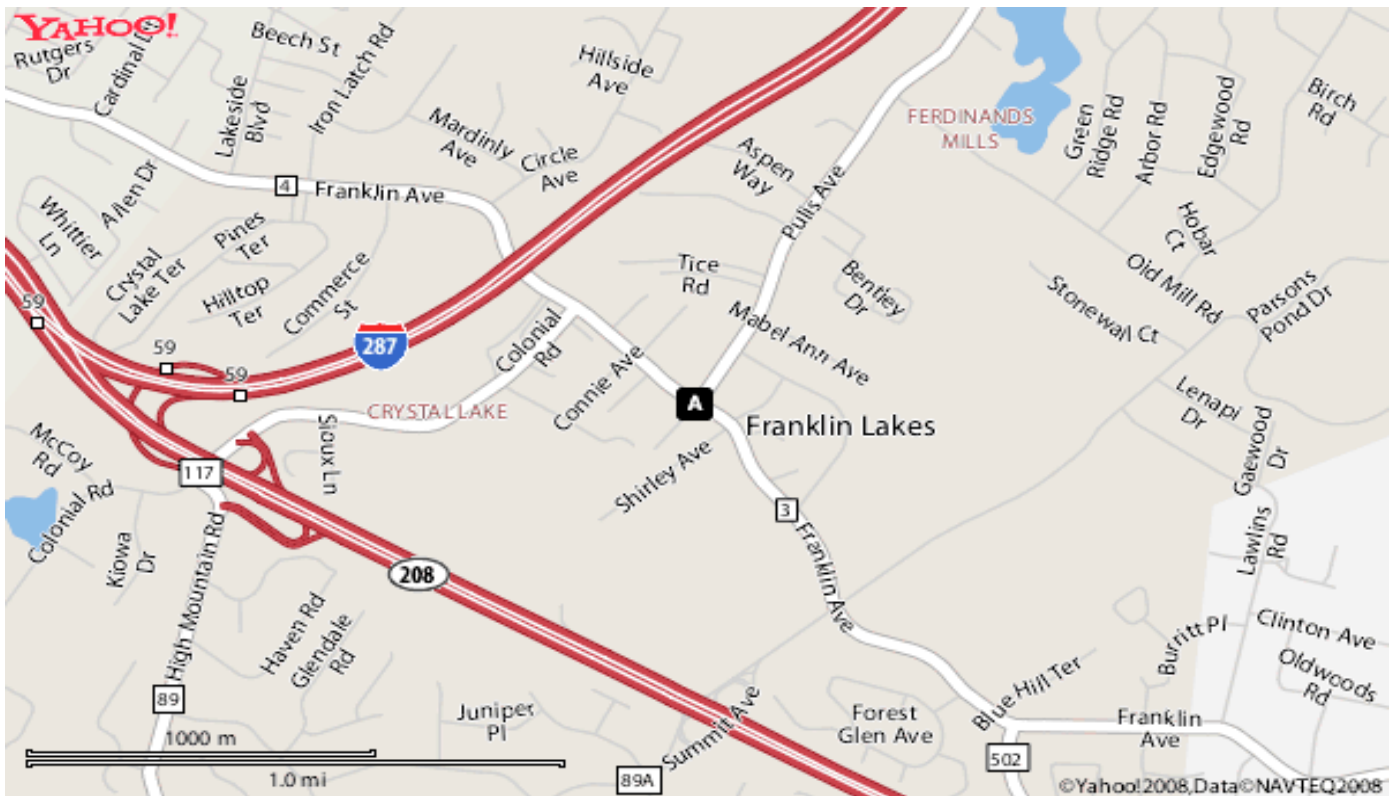 YAHOO!
Rutgers
Dr
Cardinal
Beech St
Iron Latch Rd
Lakeside
Blvd
Hillside
Ave
Mardinly
Ave
Circle
Ave
FERDINANDS
MILLS
Green
Ridge Rd
Arbor Rd
Edgewood
Rd
Birch
Rd
Aspen
Way
Pulis Ave
4
Franklin Ave
Allen Dr
Whittier
Ln
Pines
Ter
Crystal
Lake Ter
Hilltop
Ter
Commerce
St
Tice
Rd
Bentley
Dr
Hobar
Ct
Old Mill Rd
Stonewall Ct
Parsons
Pond Dr
59
59
59
287
Colonial
Rd
Connie Ave
Mabel Ann Ave
A
Franklin Lakes
CRYSTAL LAKE
Sioux Ln
Shirley Ave
Lenapi
Dr
Gaewood
Dr
McCoy
Rd
117
Colonial Rd
Kiowa
Dr
High Mountain Rd
3
Franklin Ave
Lawlins
Rd
208
Haven Rd
Glendale
Rd
Burritt Pl
Clinton Ave
Oldwoods
Rd
89
Juniper
Pl
Summit Ave
Forest
Glen Ave
Blue Hill Ter
Franklin
Ave
502
89A
1000 m
1.0 mi
©Yahoo!2008,Data©NAVTEQ2008